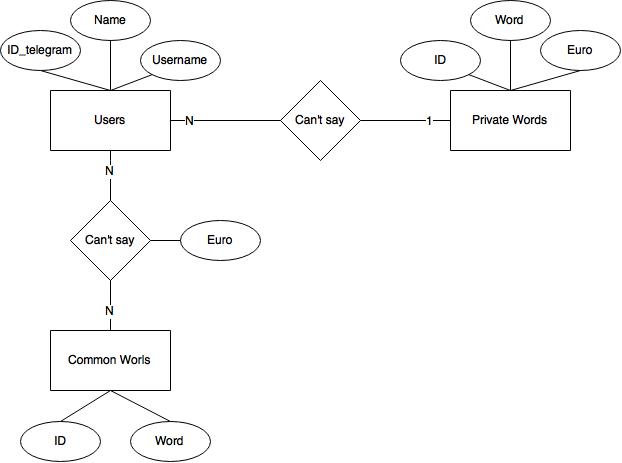 Name
Word
ID_telegram
Euro
Username
ID
Users
N
Can't say
1
Private Words
N
Can't say
Euro
N
Common Worls
ID
Word